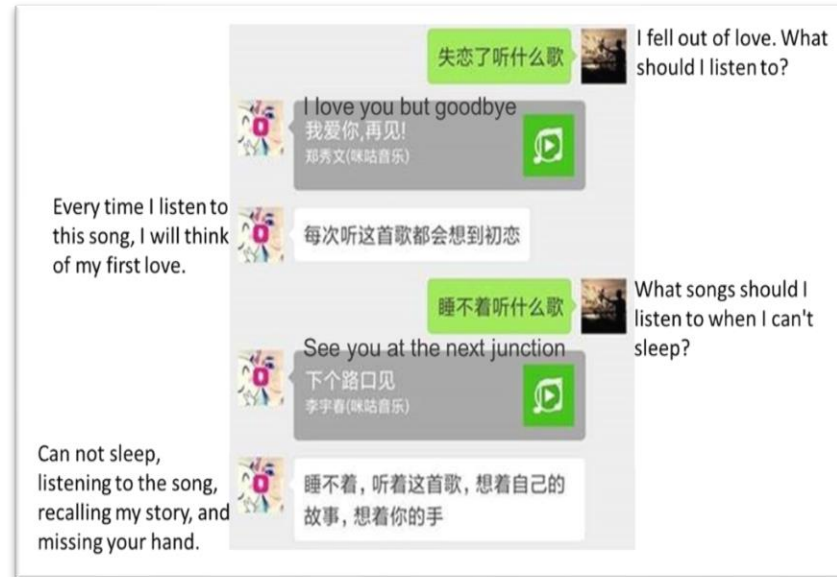 失恋了听什么歌
I fell out of love. What
should I listen to?
I love you but goodbye
我爱你,再见!
郑秀文(咪咕音乐)
Every time I listen to
this song, I will think
of my first love.
每次听这首歌都会想到初恋
睡不着听什么歌
What songs should I
listen to when I can't
sleep?
See you at the next junction
下个路口见
李宇春(咪咕音乐)
Can not sleep,
listening to the song,
recalling my story, and
missing your hand.
睡不着，听着这首歌，想着自己的
故事，想着你的手